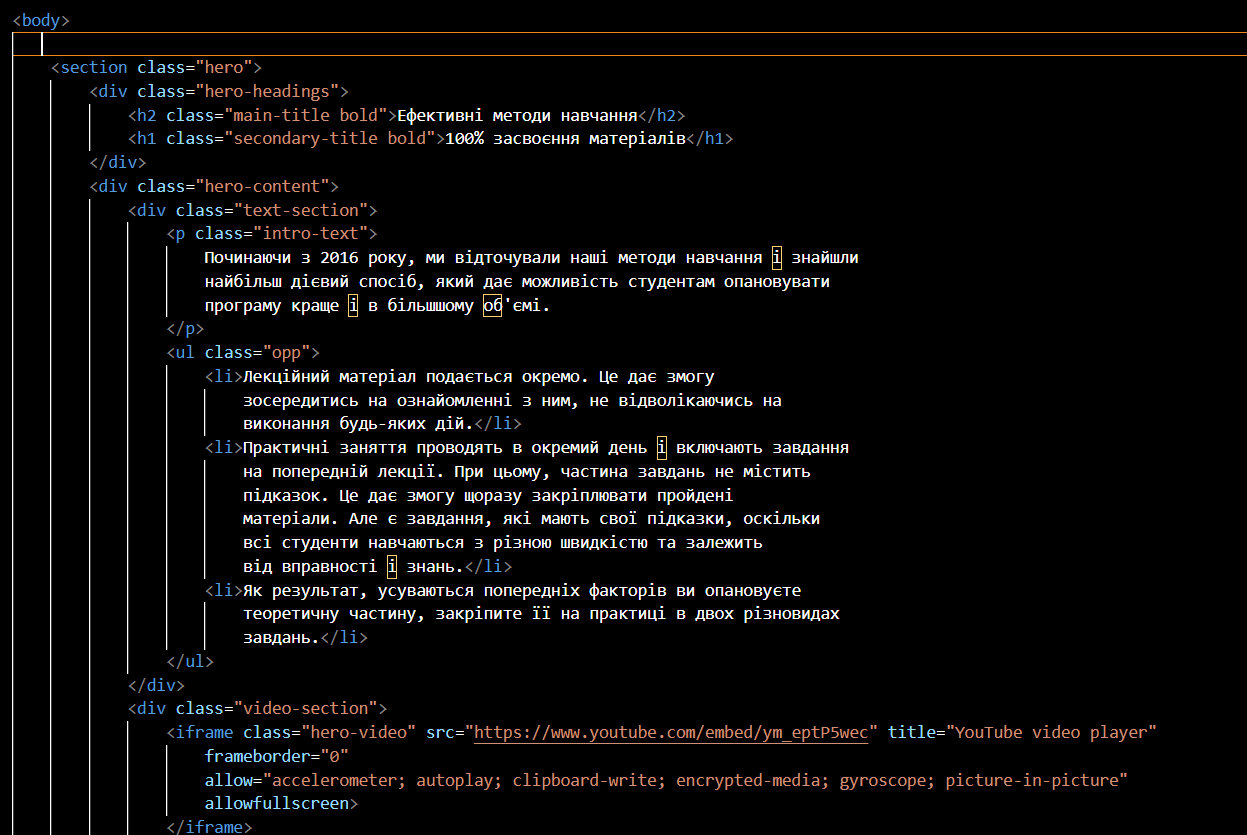 <body>
<section class="hero">
<div class="hero-headings">
<h2 class="main-title bold">Ефективні методи навчання</h2>
<h1 class="secondary-title bold">100% засвоєння матеріалів</h1>
</div>
<div class="hero-content">
<div class="text-section">
<p class="intro-text">
Починаючи з 2016 року, ми відточували наші методи навчання і знайшли
найбільш дієвий спосіб, який дає можливість студентам опановувати
програму краще і в більшшому об'ємі.
</p>
<ul class="opp">
<li>Лекційний матеріал подається окремо. Це дає змогу
зосередитись на ознайомленні з ним, не відволікаючись на
виконання будь-яких дій.</li>
<li>Практичні заняття проводять в окремий день і включають завдання
на попередній лекції. При цьому, частина завдань не містить
підказок. Це дає змогу щоразу закріплювати пройдені
матеріали. Але є завдання, які мають свої підказки, оскільки
всі студенти навчаються з різною швидкістю та залежить
від вправності і знань.</li>
<li>Як результат, усуваються попередніх факторів ви опановуєте
теоретичну частину, закріпите її на практиці в двох різновидах
завдань.</li>
</ul>
</div>
<div class="video-section">
<iframe class="hero-video" src="https://www.youtube.com/embed/ym_eptP5wec" title="YouTube video player"
frameborder="0"
allow="accelerometer; autoplay; clipboard-write; encrypted-media; gyroscope; picture-in-picture"
allowfullscreen>
</iframe>